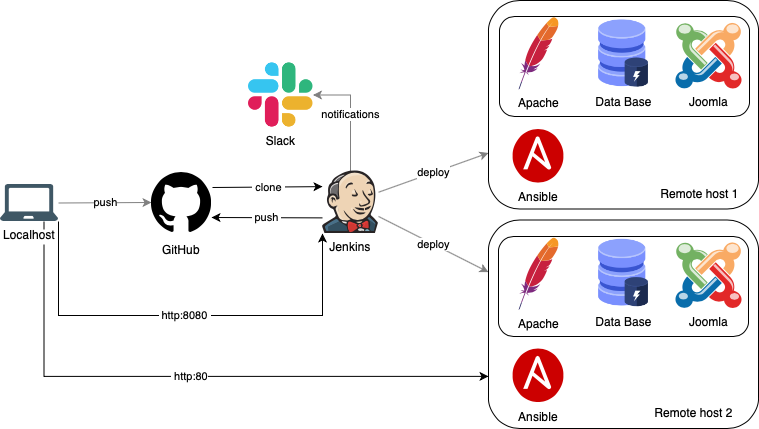 Apache
Data Base
Joomla
Slack
notifications
Ansible
Remote host 1
Localhost
push
GitHub
clone
push
Jenkins
deploy
deploy
Apache
Data Base
Joomla
http:8080
http:80
Ansible
Remote host 2